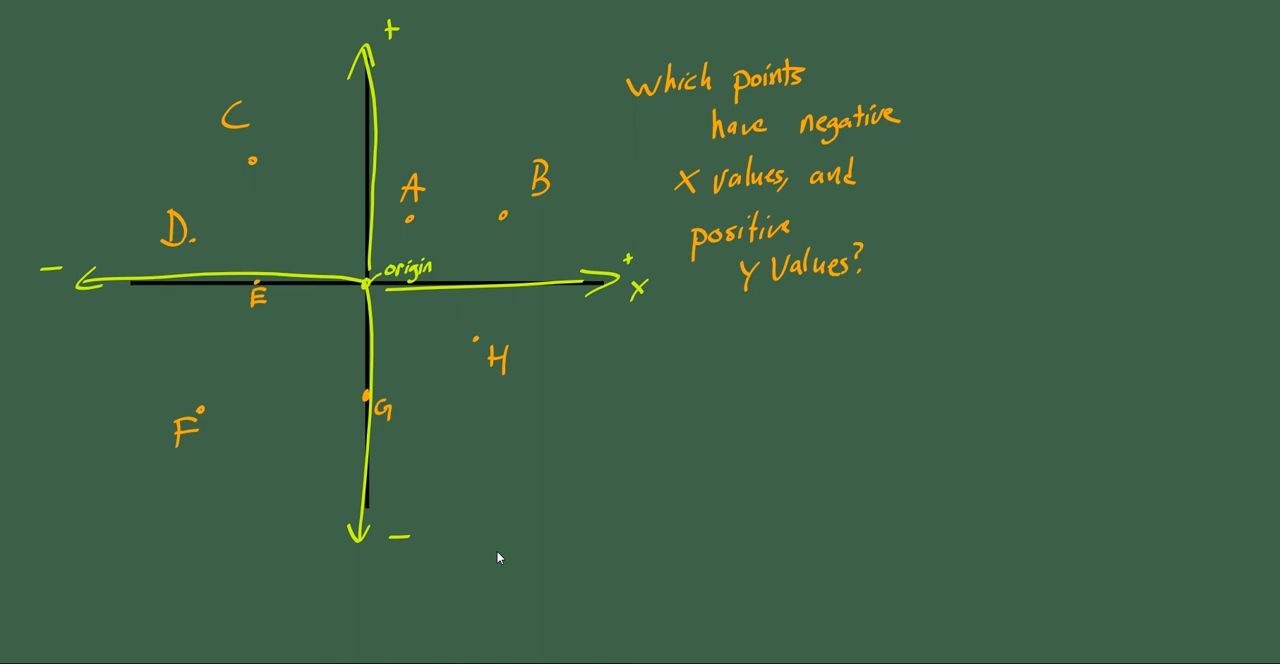 +
C
A
B
D.
- origin +
x
E
H
G
F
-
Which points
have negative
x values, and
positive
y values?